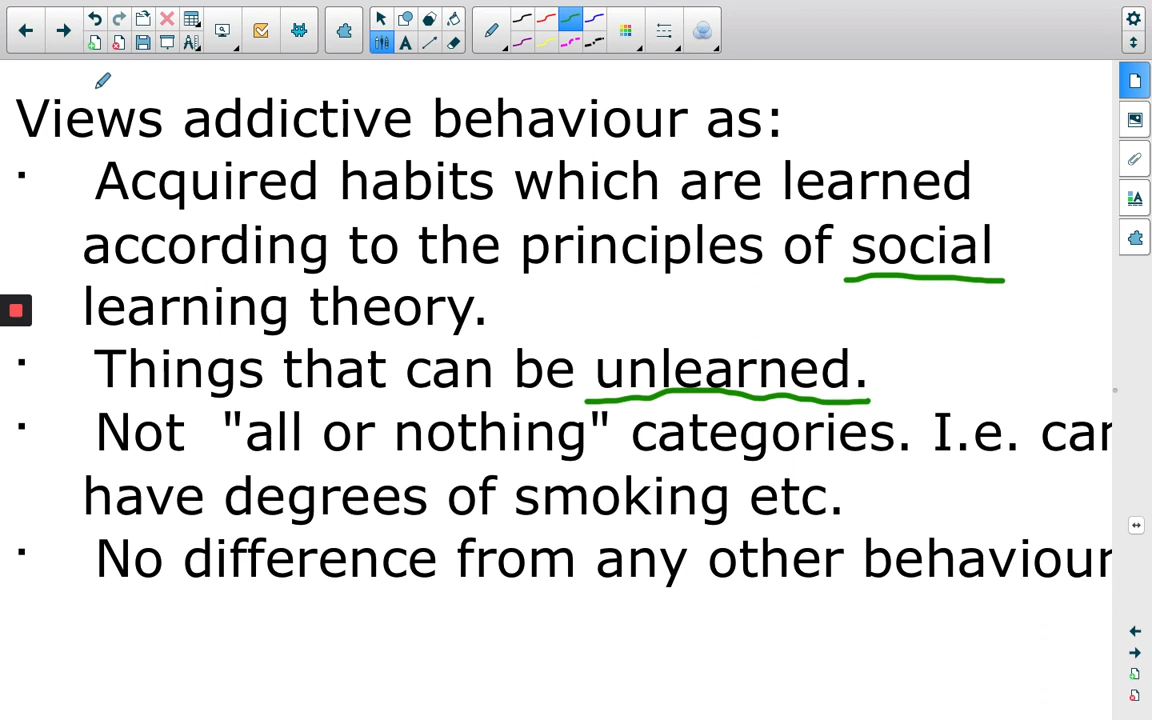 Views addictive behaviour as:
· Acquired habits which are learned
according to the principles of social
learning theory.
· Things that can be unlearned.
· Not "all or nothing" categories. I.e. can
have degrees of smoking etc.
· No difference from any other behaviour